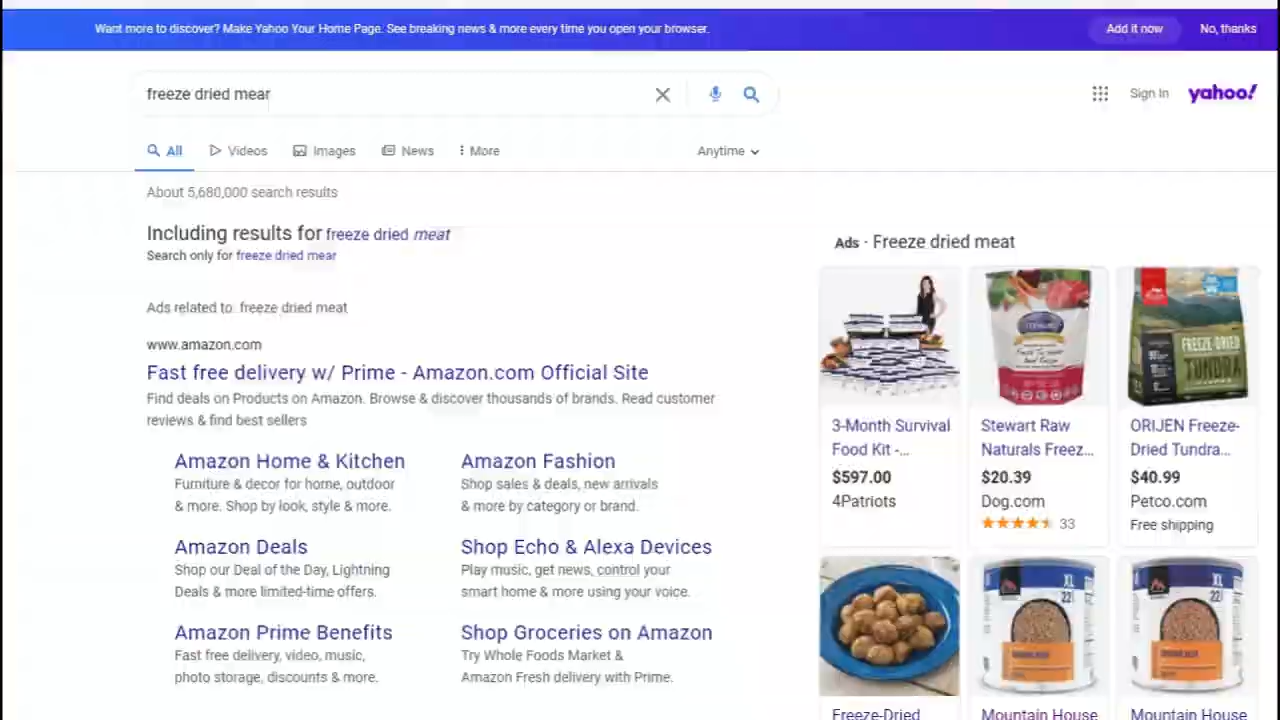 Want more to discover? Make Yahoo Your Home Page. See breaking news & more every time you open your browser.
Add it now
No, thanks
freeze dried mear
Sign In
yahoo!
All
Videos
Images
News
More
Anytime
About 5,680,000 search results
Including results for freeze dried meat
Search only for freeze dried mear
Ads related to: freeze dried meat
www.amazon.com
Fast free delivery w/ Prime - Amazon.com Official Site
Find deals on Products on Amazon. Browse & discover thousands of brands. Read customer
reviews & find best sellers
Amazon Home & Kitchen
Furniture & decor for home, outdoor
& more. Shop by look, style & more.
Amazon Fashion
Shop sales & deals, new arrivals
& more by category or brand.
Amazon Deals
Shop our Deal of the Day, Lightning
Deals & more limited-time offers.
Shop Echo & Alexa Devices
Play music, get news, control your
smart home & more using your voice.
Amazon Prime Benefits
Fast free delivery, video, music,
photo storage, discounts & more.
Shop Groceries on Amazon
Try Whole Foods Market &
Amazon Fresh delivery with Prime.
Ads · Freeze dried meat
3-Month Survival
Food Kit -...
$597.00
4Patriots
STEWART
Stewart Raw
Naturals Freez...
$20.39
Dog.com
33
FREEZE-DRIED
TUNDRA
ORIJEN Freeze-
Dried Tundra...
$40.99
Petco.com
Free shipping
Freeze-Dried
XL
22
Mountain House
XL
22
Mountain House